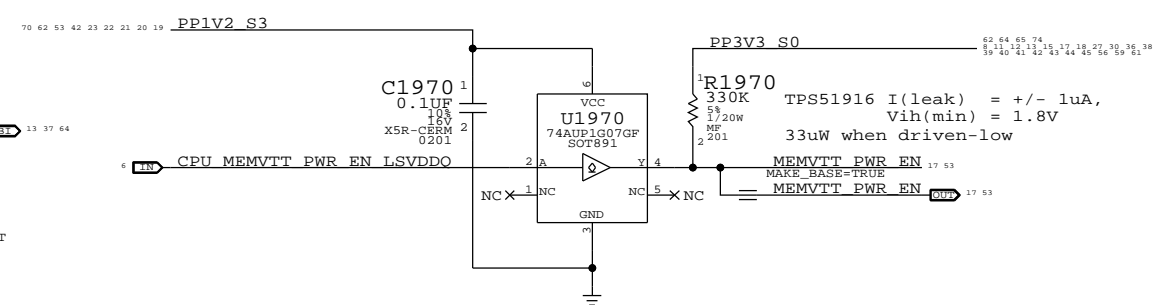 70 62 53 42 23 22 21 20 19 PP1V2_S3
62 64 65 74
PP3V3_S0 8 11 12 13 15 17 18 27 30 36 38
39 40 41 42 43 44 45 56 59 61
C1970 1
0.1UF
10%
16V
X5R-CERM 2
0201
6
VCC
U1970
74AUP1G07GF
SOT891
1
R1970
330K
5%
1/20W
MF
2 201
TPS51916 I(leak) = +/- 1uA,
Vih(min) = 1.8V
33uW when driven-low
BI 13 37 64
6 IN CPU_MEMVTT_PWR_EN_LSVDDQ 2 A Y 4 MEMVTT_PWR_EN 17 53
MAKE_BASE=TRUE
NC 1 NC NC 5 NC MEMVTT_PWR_EN OUT 17 53
GND
3
T